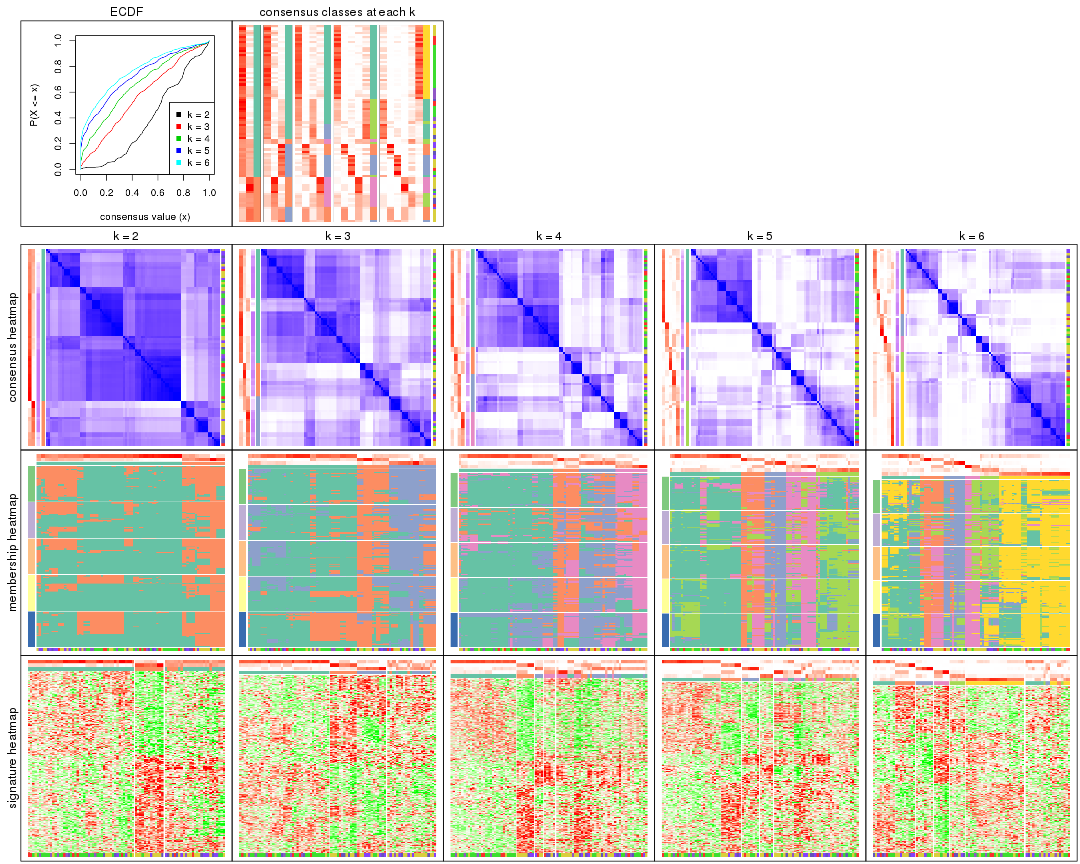 ECDF
consensus classes at each k
P(X <= x)
0.0 0.2 0.4 0.6 0.8 1.0
k = 2
k = 3
k = 4
k = 5
k = 6
0.0 0.2 0.4 0.6 0.8 1.0
consensus value (x)
k = 2 k = 3 k = 4 k = 5 k = 6
consensus heatmap
membership heatmap
signature heatmap